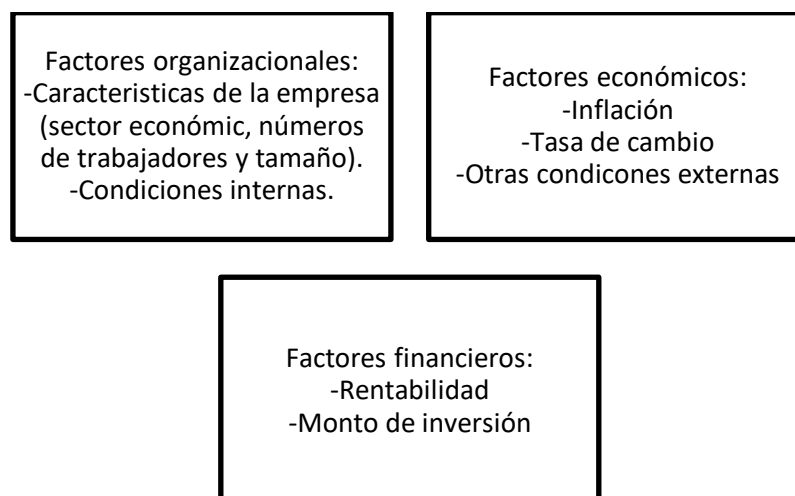 Factores organizacionales:
-Caracteristicas de la empresa
(sector económic, números
de trabajadores y tamaño).
-Condiciones internas.
Factores económicos:
-Inflación
-Tasa de cambio
-Otras condicones externas
Factores financieros:
-Rentabilidad
-Monto de inversión